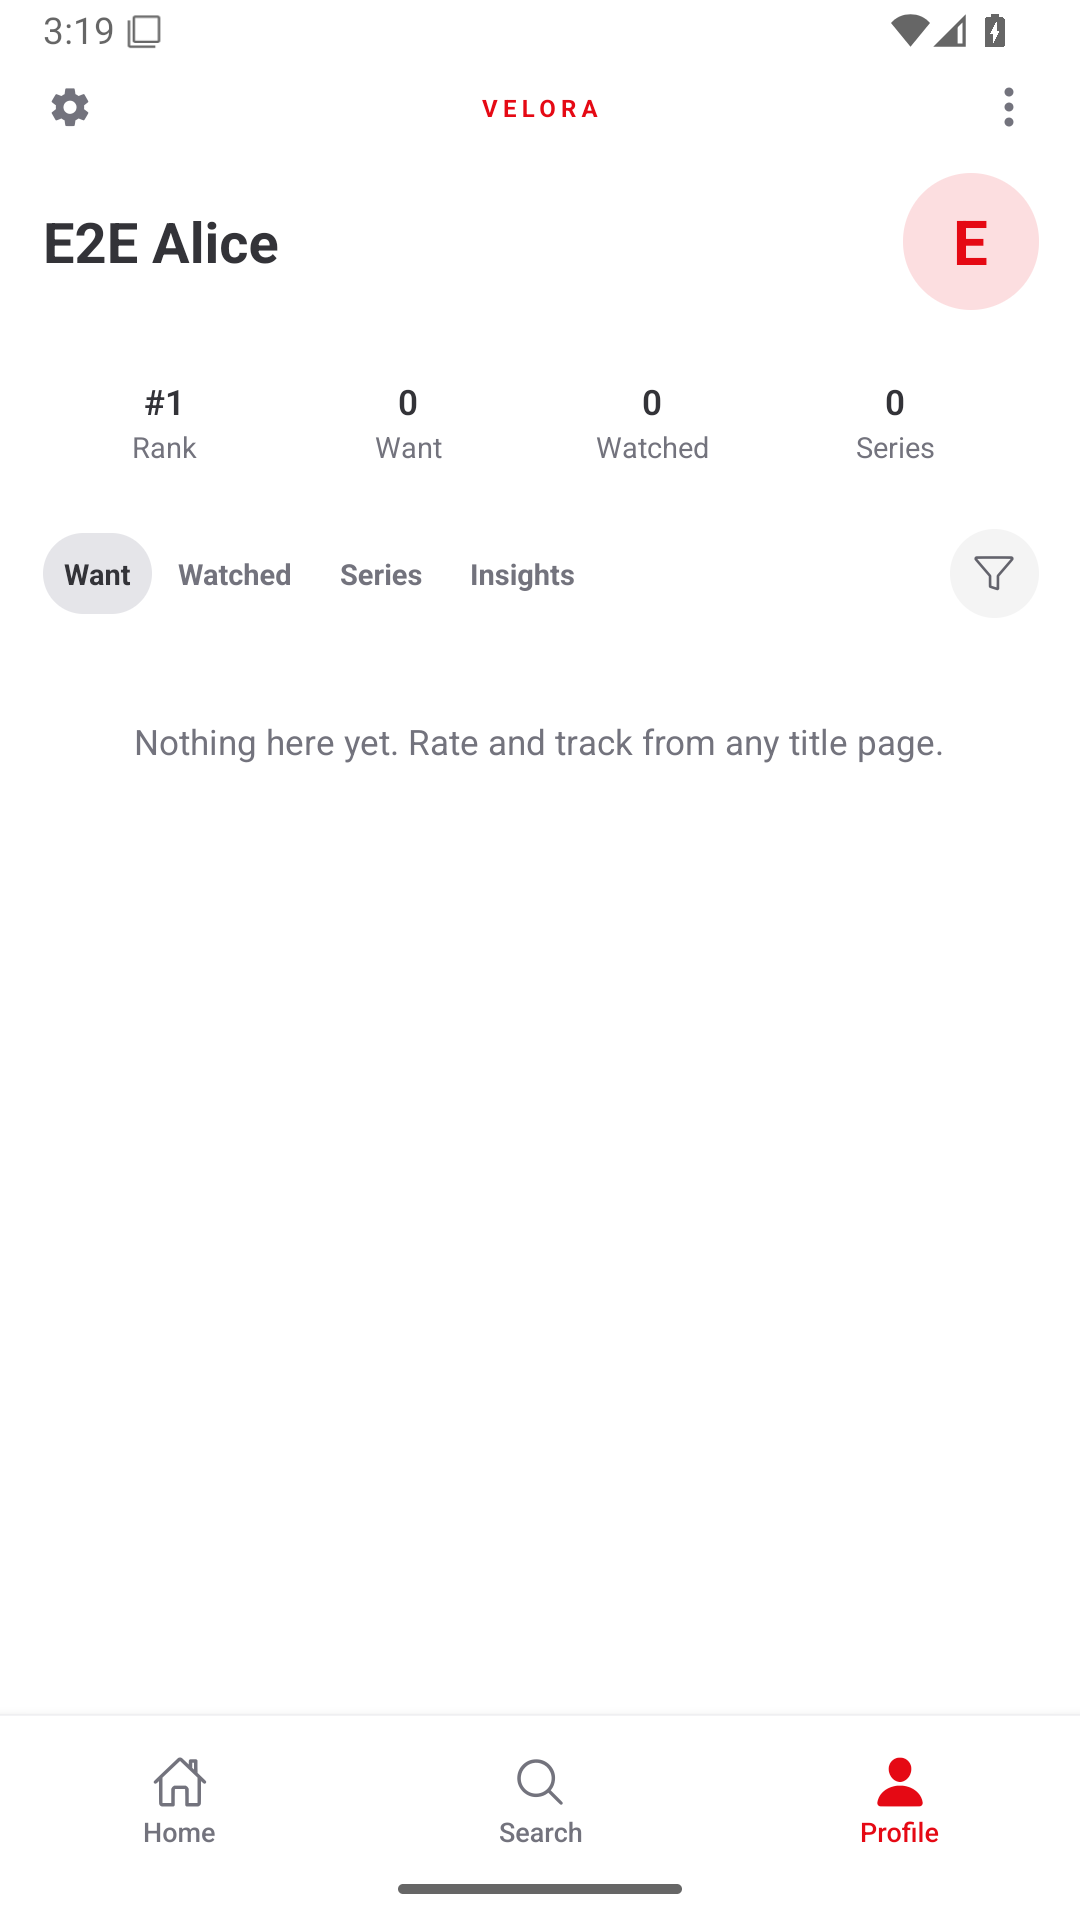 3:19
VELORA
E2E Alice
E
#1 0 0 0
Rank Want Watched Series
Want Watched Series Insights
Nothing here yet. Rate and track from any title page.
Home Search Profile